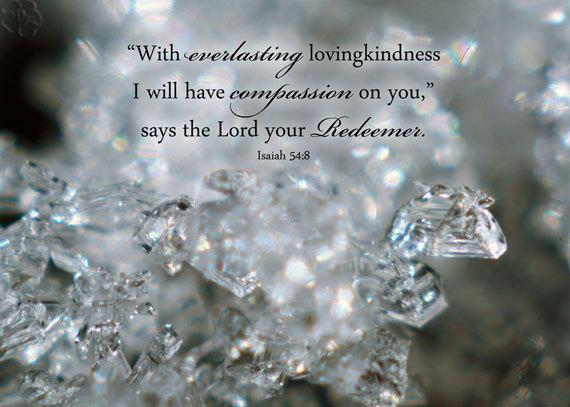 “With everlasting lovingkindness
I will have compassion on you,”
says the Lord your Redeemer.
Isaiah 54:8